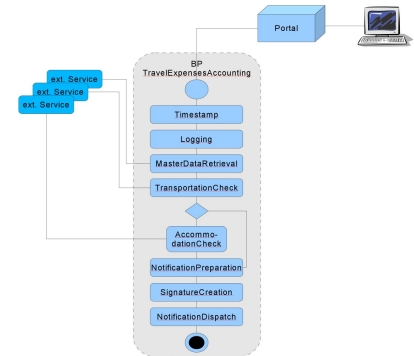 Portal
BP
TravelExpensesAccounting
ext. Service
ext. Service
ext. Service
Timestamp
Logging
MasterDataRetrieval
TransportationCheck
Accommo-
dationCheck
NotificationPreparation
SignatureCreation
NotificationDispatch